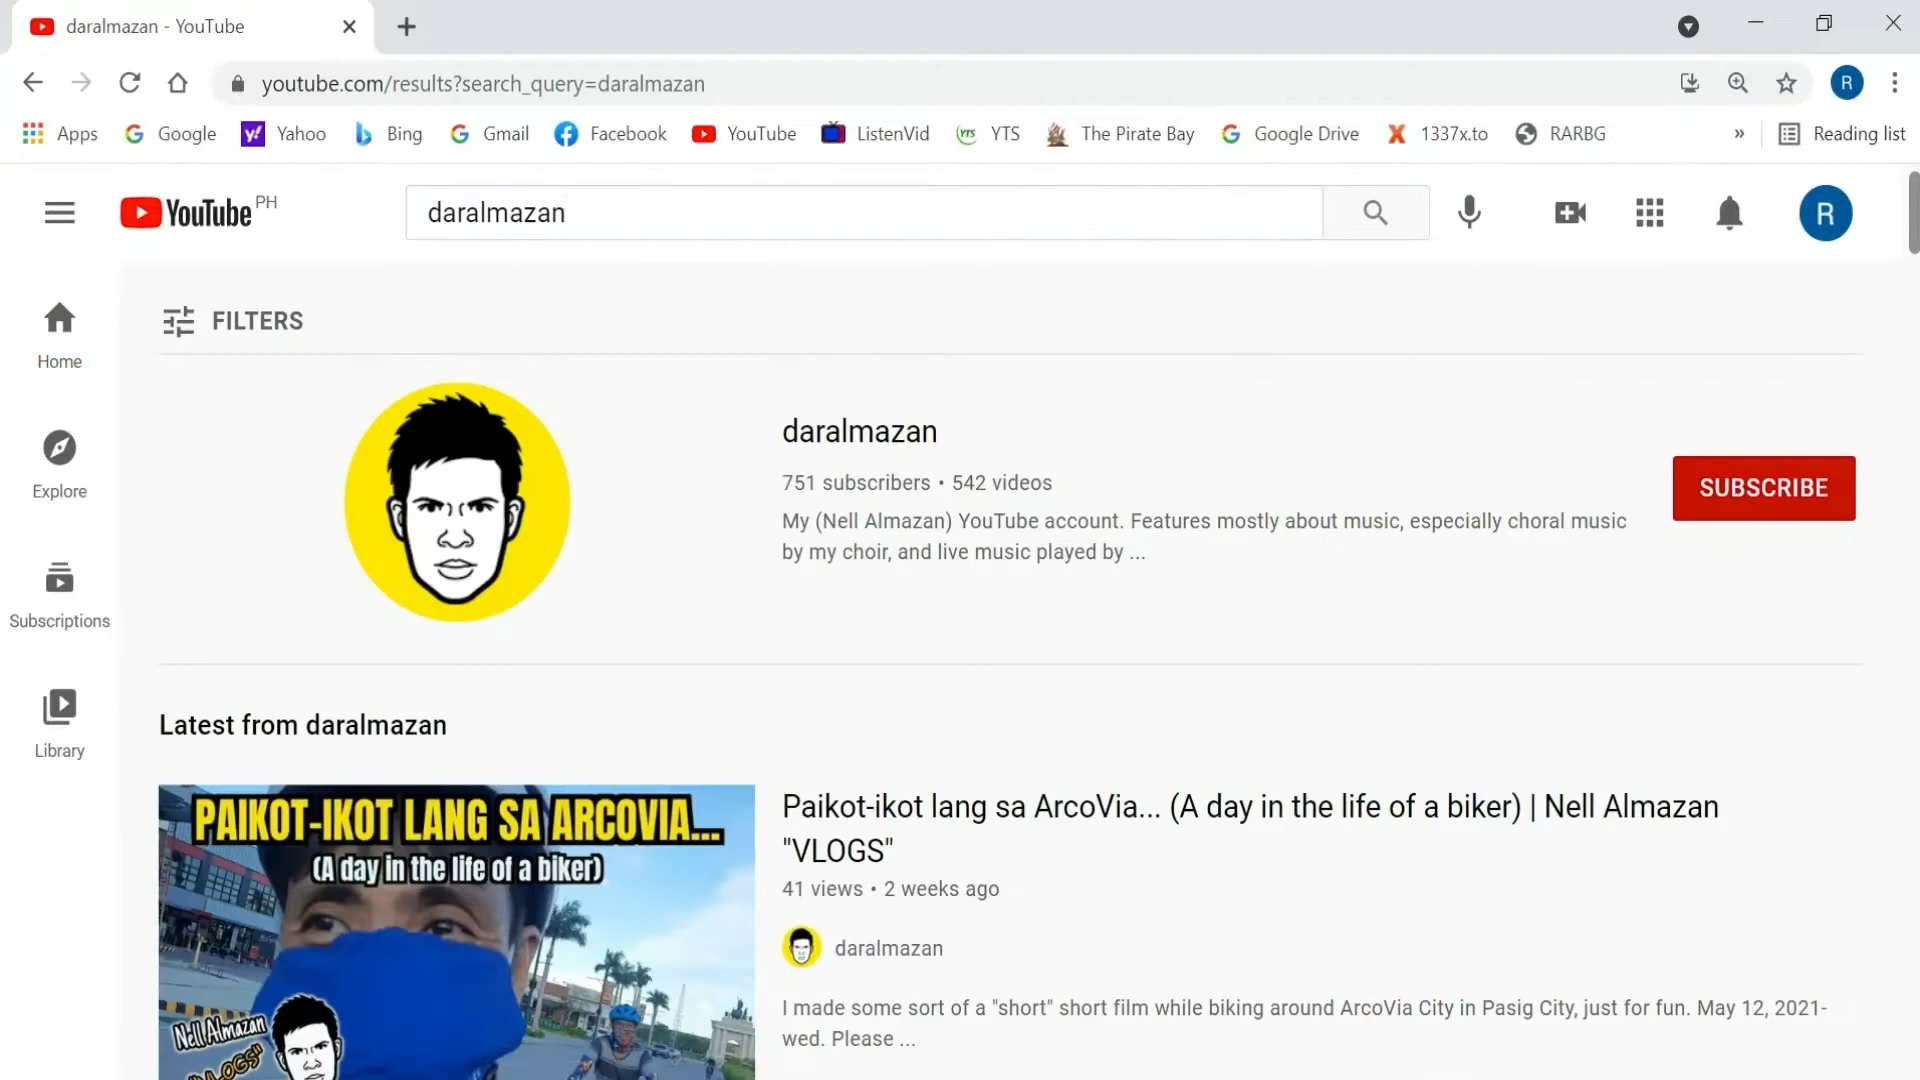 daralmazan - YouTube
youtube.com/results?search_query=daralmazan
R
Apps
Google
Yahoo
Bing
Gmail
Facebook
YouTube
ListenVid
YTS
The Pirate Bay
Google Drive
1337x.to
RARBG
»
Reading list
YouTube PH
daralmazan
R
Home
Explore
Subscriptions
Library
FILTERS
daralmazan
751 subscribers • 542 videos
My (Nell Almazan) YouTube account. Features mostly about music, especially choral music
by my choir, and live music played by ...
SUBSCRIBE
Latest from daralmazan
PAIKOT-IKOT LANG SA ARCOVIA...
(A day in the life of a biker)
Nell Almazan
"VLOGS"
Paikot-ikot lang sa ArcoVia... (A day in the life of a biker) | Nell Almazan
"VLOGS"
41 views • 2 weeks ago
daralmazan
I made some sort of a "short" short film while biking around ArcoVia City in Pasig City, just for fun. May 12, 2021-
wed. Please ...